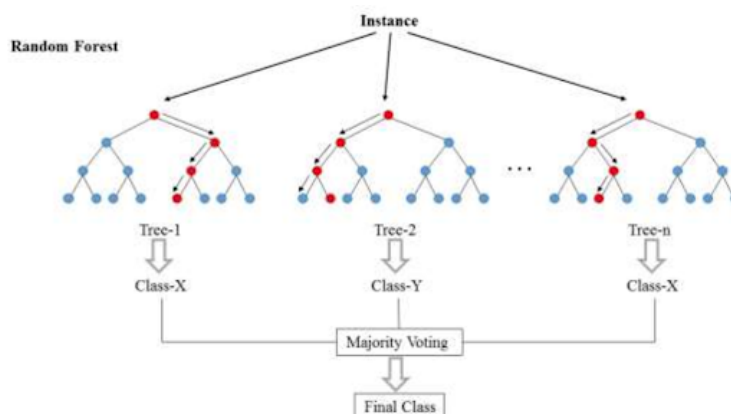 Instance
Random Forest
...
Tree-1
Tree-2
Tree-n
Class-X
Class-Y
Class-X
Majority Voting
Final Class